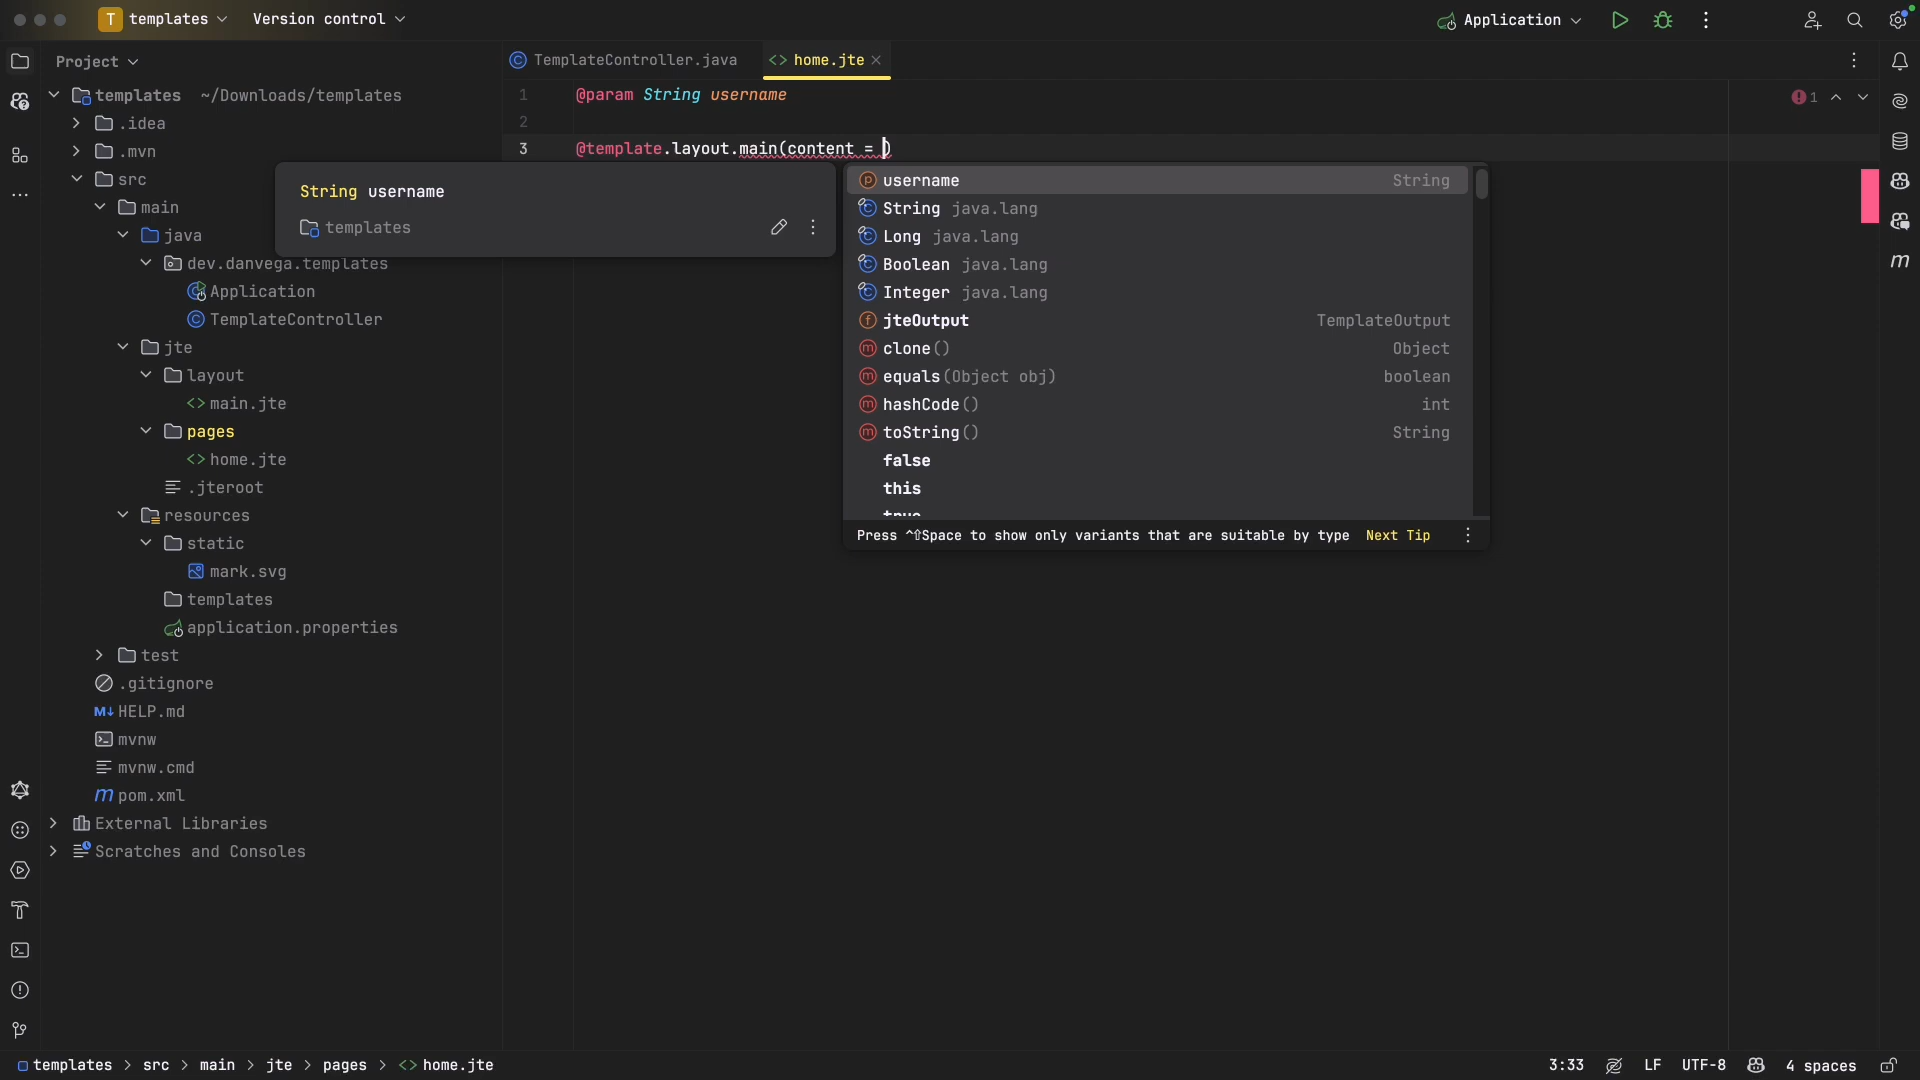 T templates Version control Application
Project
TemplateController.java home.jte
templates ~/Downloads/templates
.idea
.mvn
src
main
java
dev.danvega.templates
Application
TemplateController
jte
layout
main.jte
pages
home.jte
.jteroot
resources
static
mark.svg
templates
application.properties
test
.gitignore
HELP.md
mvnw
mvnw.cmd
pom.xml
External Libraries
Scratches and Consoles
1 @param String username
2
3 @template.layout.main(content = )
1
String username
templates
username String
String java.lang
Long java.lang
Boolean java.lang
Integer java.lang
jteOutput TemplateOutput
clone() Object
equals(Object obj) boolean
hashCode() int
toString() String
false
this
true
Press ^⇧Space to show only variants that are suitable by type Next Tip
templates > src > main > jte > pages > home.jte
3:33 LF UTF-8 4 spaces